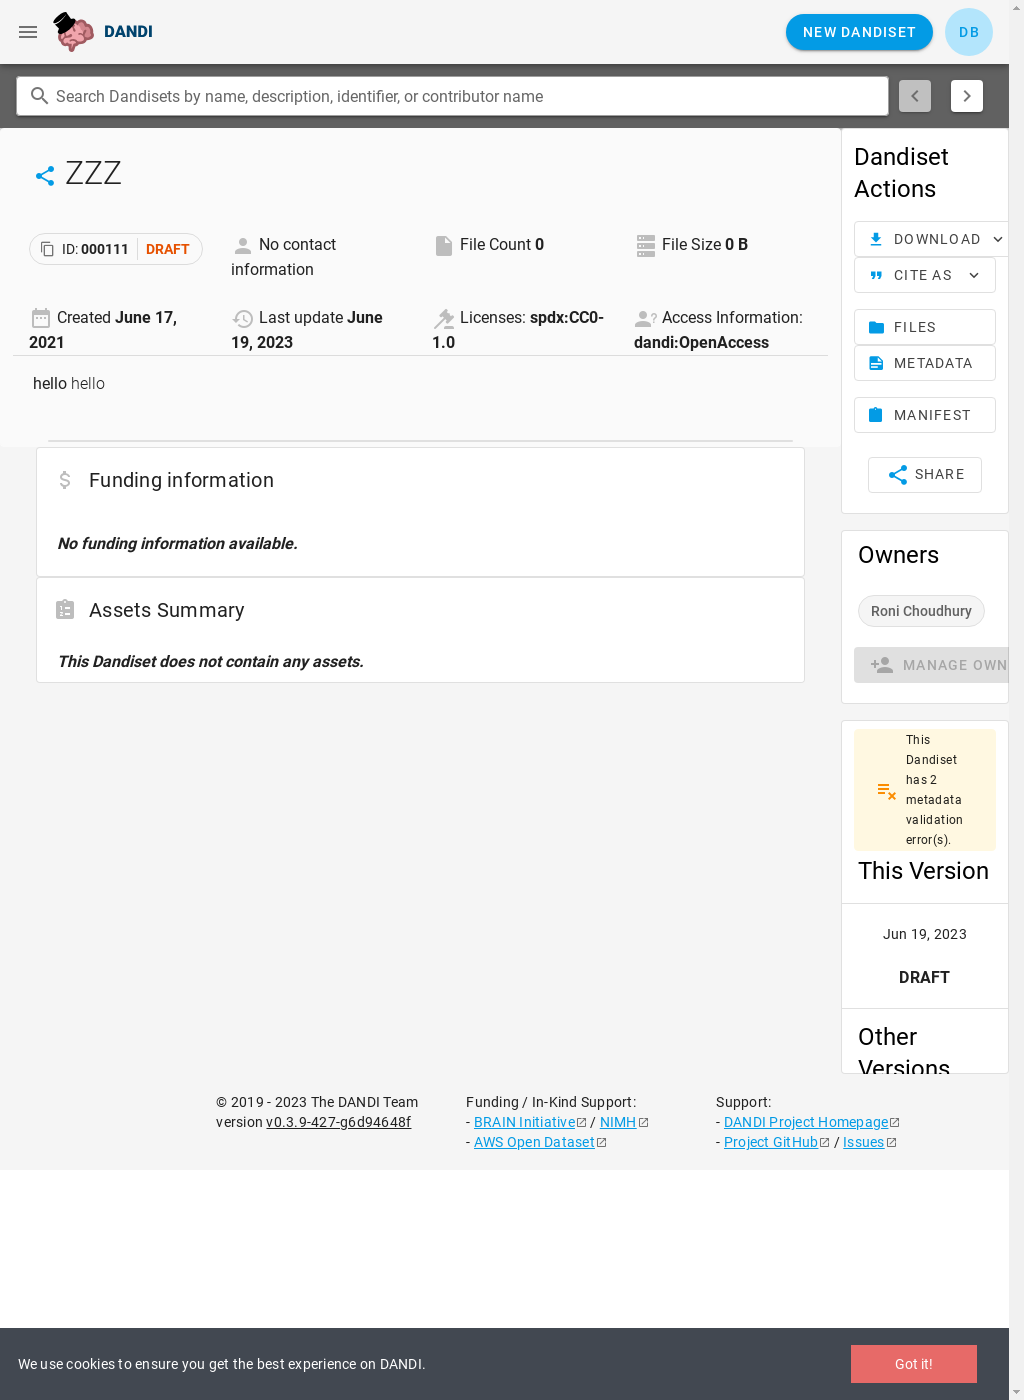 DANDI
NEW DANDISET
DB
Search Dandisets by name, description, identifier, or contributor name
ZZZ
ID: 000111 DRAFT
No contact
information
File Count 0
File Size 0 B
Created June 17,
2021
Last update June
19, 2023
Licenses: spdx:CC0-
1.0
Access Information:
dandi:OpenAccess
hello hello
Funding information
No funding information available.
Assets Summary
This Dandiset does not contain any assets.
Dandiset
Actions
DOWNLOAD
CITE AS
FILES
METADATA
MANIFEST
SHARE
Owners
Roni Choudhury
MANAGE OWN
This
Dandiset
has 2
metadata
validation
error(s).
This Version
Jun 19, 2023
DRAFT
Other
Versions
© 2019 - 2023 The DANDI Team
version v0.3.9-427-g6d94648f
Funding / In-Kind Support:
- BRAIN Initiative / NIMH
- AWS Open Dataset
Support:
- DANDI Project Homepage
- Project GitHub / Issues
We use cookies to ensure you get the best experience on DANDI.
Got it!